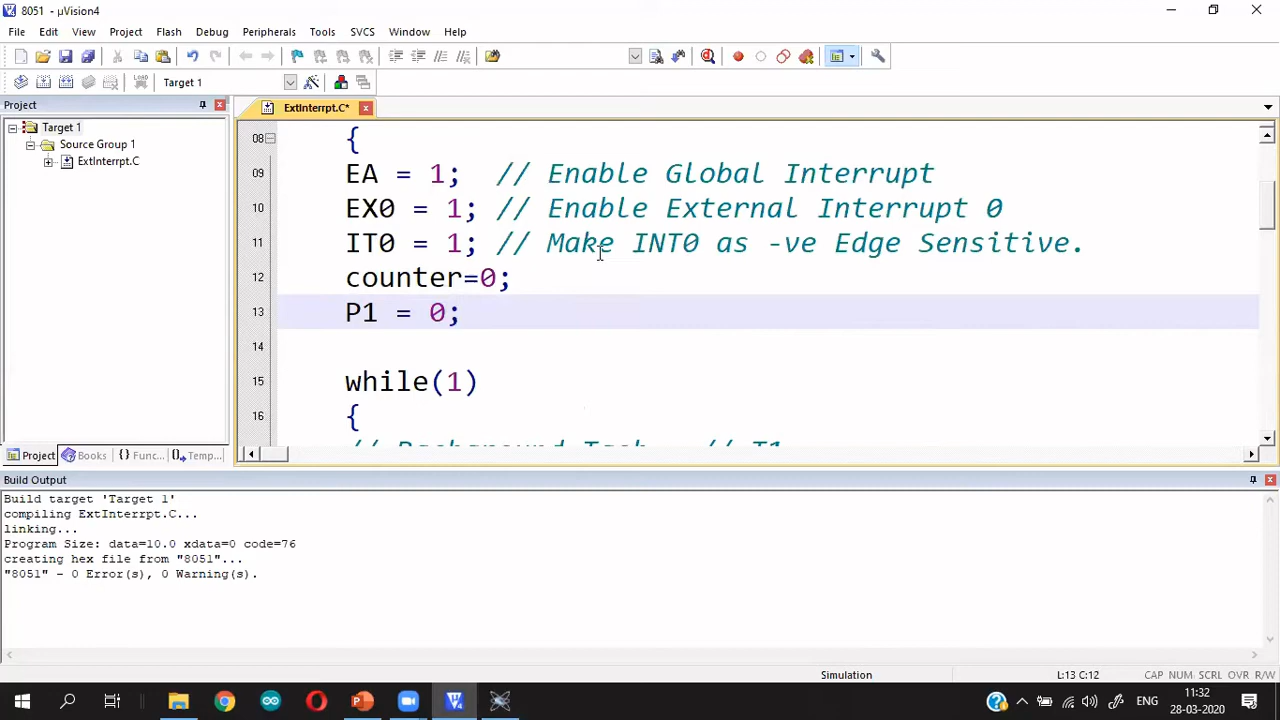 8051 - µVision4
File Edit View Project Flash Debug Peripherals Tools SVCS Window Help
LOAD Target 1
Project
ExtInterrpt.C*
Target 1
Source Group 1
ExtInterrpt.C
08 {
09 EA = 1; // Enable Global Interrupt
10 EX0 = 1; // Enable External Interrupt 0
11 IT0 = 1; // Make INT0 as -ve Edge Sensitive.
12 counter=0;
13 P1 = 0;
14
15 while(1)
16 {
// Background Task - // T1
Project Books {} Func... Temp...
Build Output
Build target 'Target 1'
compiling ExtInterrpt.C...
linking...
Program Size: data=10.0 xdata=0 code=76
creating hex file from "8051"...
"8051" - 0 Error(s), 0 Warning(s).
Simulation L:13 C:12 CAP NUM SCRL OVR R/W
ENG 11:32
28-03-2020